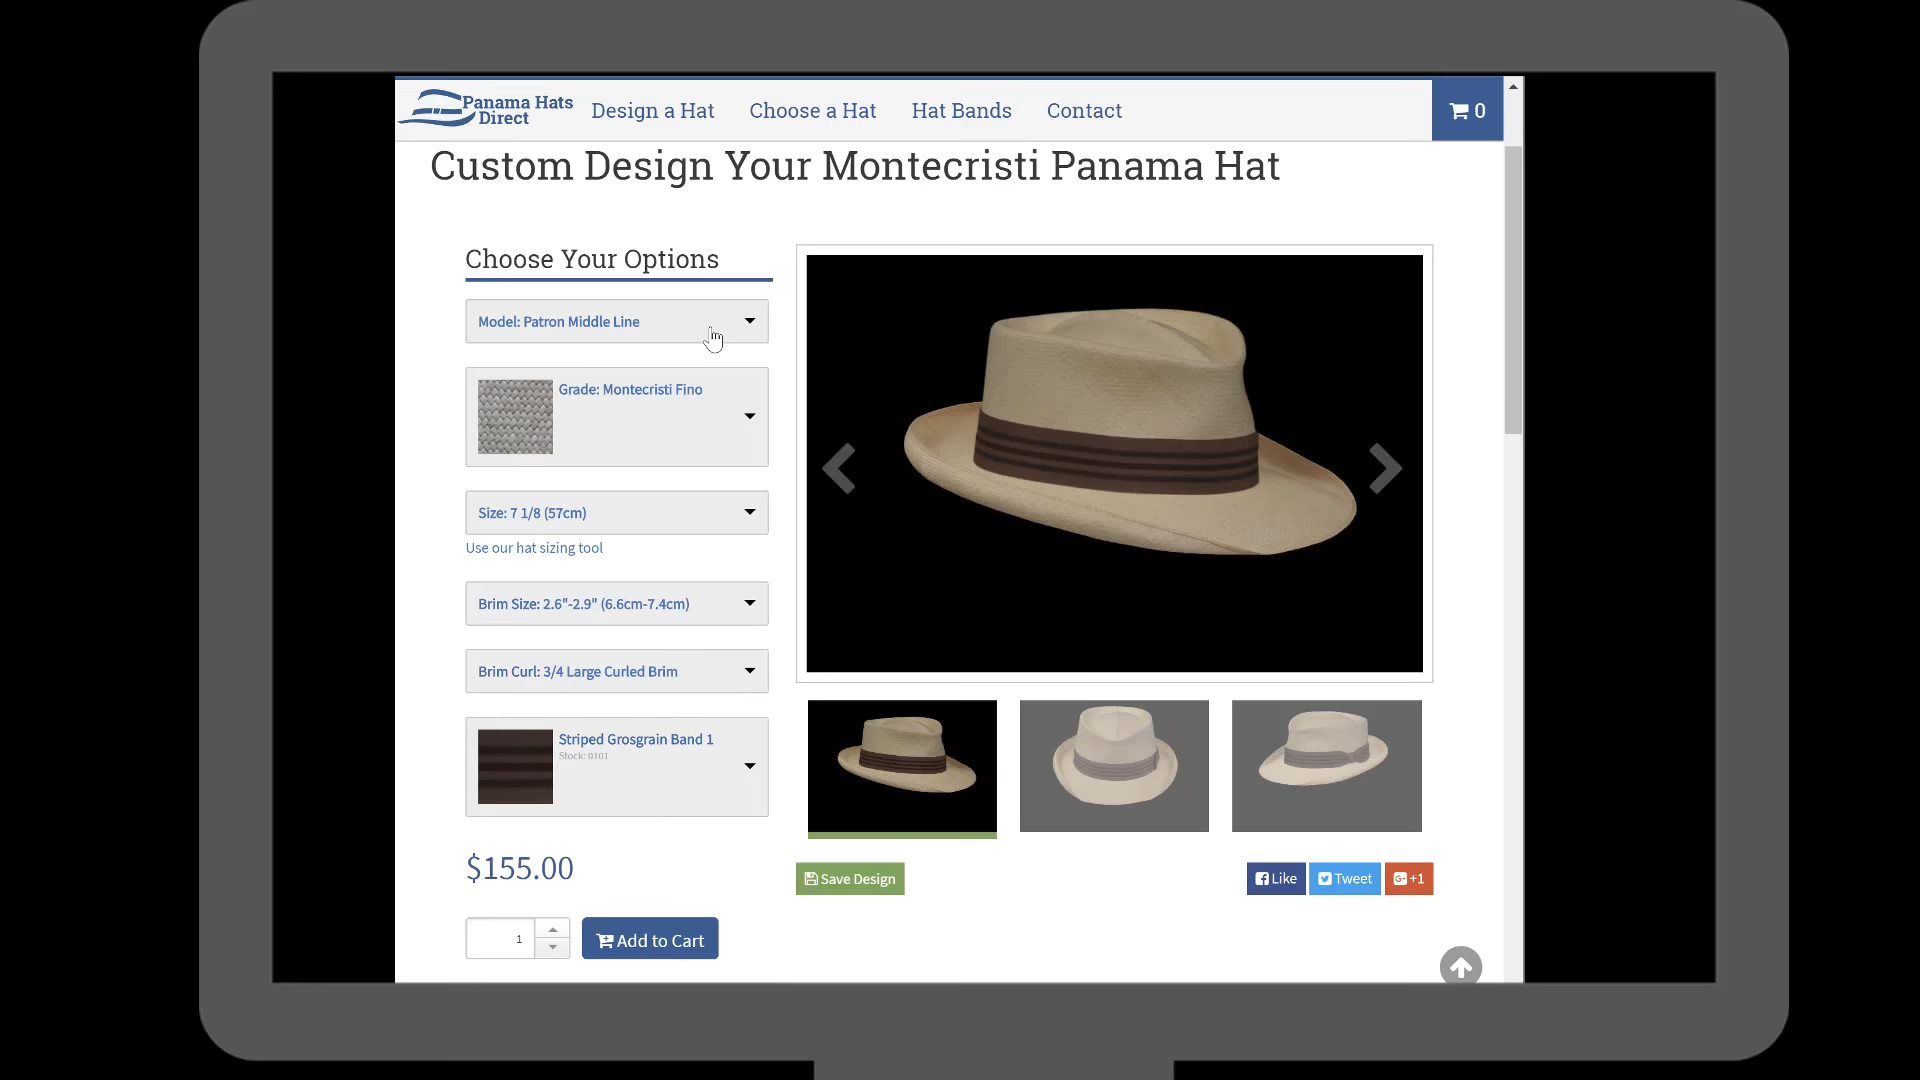 Panama Hats
Direct
Design a Hat
Choose a Hat
Hat Bands
Contact
0
Custom Design Your Montecristi Panama Hat
Choose Your Options
Model: Patron Middle Line
Grade: Montecristi Fino
Size: 7 1/8 (57cm)
Use our hat sizing tool
Brim Size: 2.6"-2.9" (6.6cm-7.4cm)
Brim Curl: 3/4 Large Curled Brim
Striped Grosgrain Band 1
Stock: 0101
$155.00
Save Design
Like
Tweet
G+ +1
1
Add to Cart